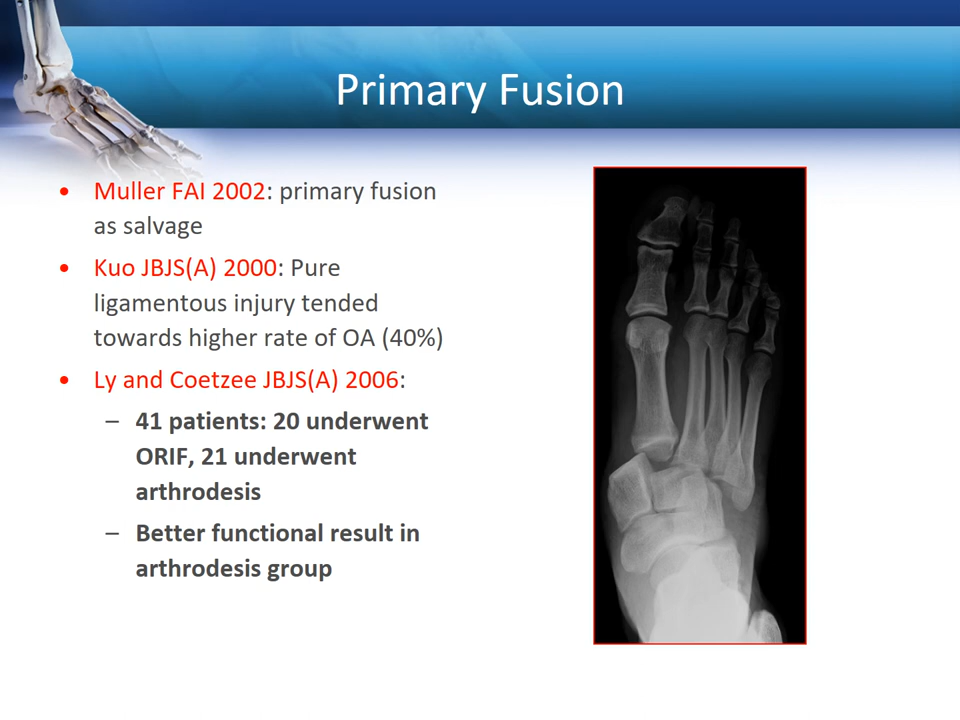 Primary Fusion
• Muller FAI 2002: primary fusion
as salvage
• Kuo JBJS(A) 2000: Pure
ligamentous injury tended
towards higher rate of OA (40%)
• Ly and Coetzee JBJS(A) 2006:
– 41 patients: 20 underwent
ORIF, 21 underwent
arthrodesis
– Better functional result in
arthrodesis group